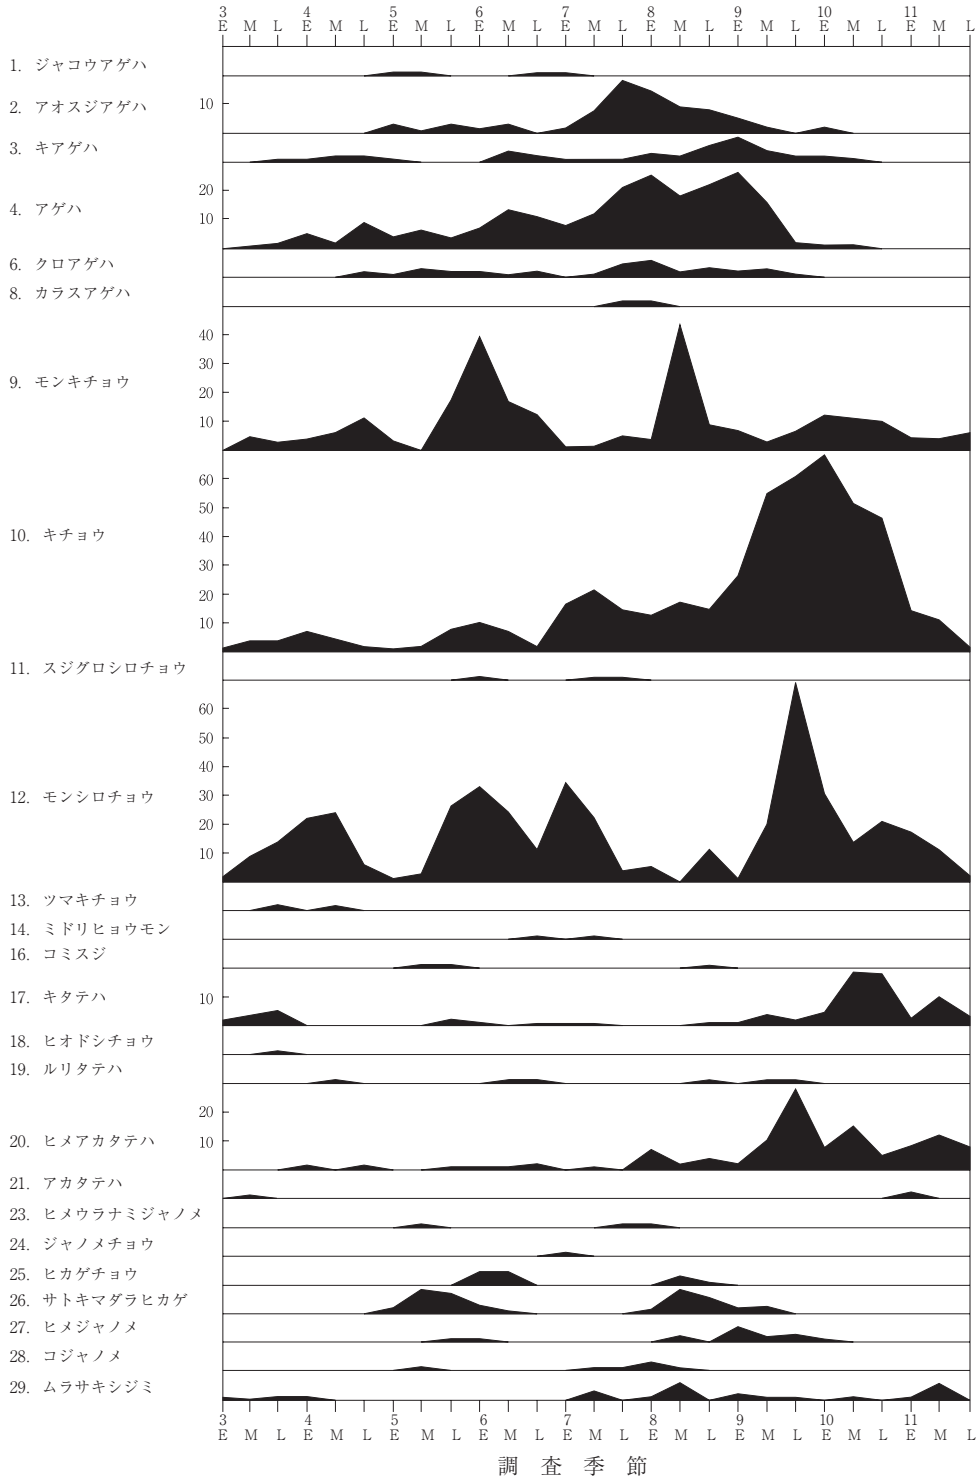 3 4 5 6 7 8 9 10 11
E M L E M L E M L E M L E M L E M L E M L E M L E M L
1. ジャコウアゲハ
10
2. アオスジアゲハ
3. キアゲハ
20
4. アゲハ
10
6. クロアゲハ
8. カラスアゲハ
40
30
9. モンキチョウ
20
10
60
50
10. キチョウ
40
30
20
10
11. スジグロシロチョウ
60
50
40
12. モンシロチョウ
30
20
10
13. ツマキチョウ
14. ミドリヒョウモン
16. コミスジ
17. キタテハ 10
18. ヒオドシチョウ
19. ルリタテハ
20
20. ヒメアカタテハ 10
21. アカタテハ
23. ヒメウラナミジャノメ
24. ジャノメチョウ
25. ヒカゲチョウ
26. サトキマダラヒカゲ
27. ヒメジャノメ
28. コジャノメ
29. ムラサキシジミ
3 4 5 6 7 8 9 10 11
E M L E M L E M L E M L E M L E M L E M L E M L E M L
調査季節